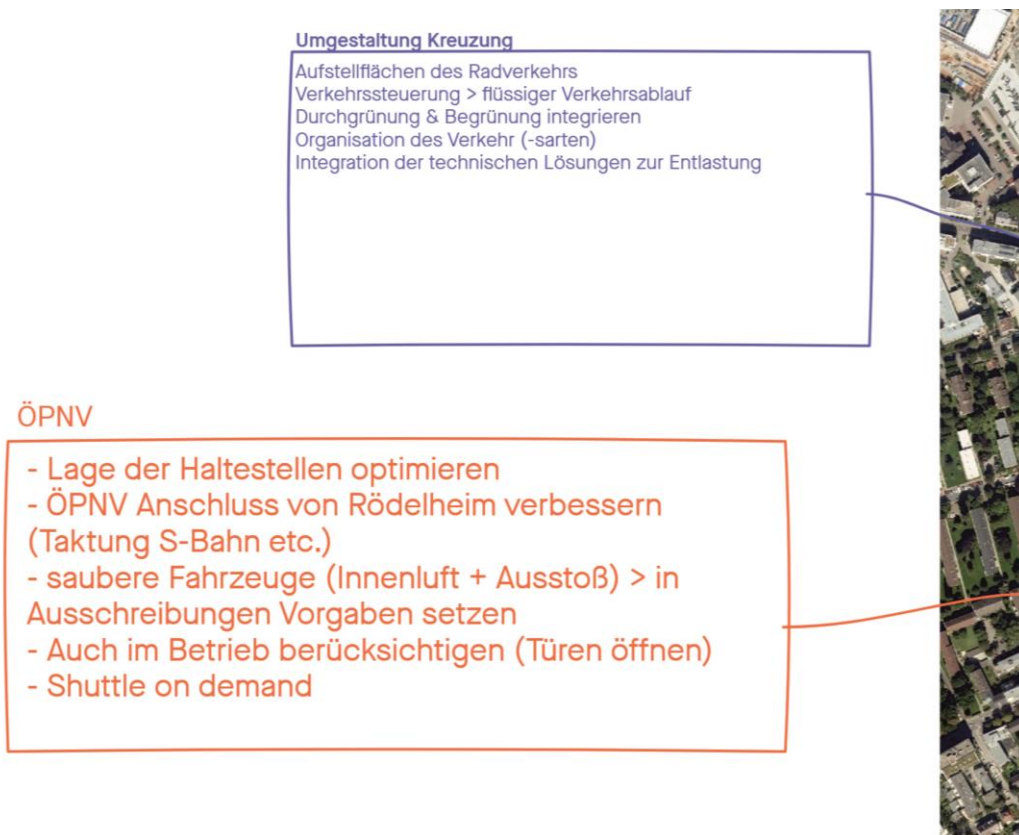 Umgestaltung Kreuzung
Aufstellflächen des Radverkehrs
Verkehrssteuerung > flüssiger Verkehrsablauf
Durchgrünung & Begrünung integrieren
Organisation des Verkehr (-sarten)
Integration der technischen Lösungen zur Entlastung
ÖPNV
- Lage der Haltestellen optimieren
- ÖPNV Anschluss von Rödelheim verbessern
(Taktung S-Bahn etc.)
- saubere Fahrzeuge (Innenluft + Ausstoß) > in
Ausschreibungen Vorgaben setzen
- Auch im Betrieb berücksichtigen (Türen öffnen)
- Shuttle on demand